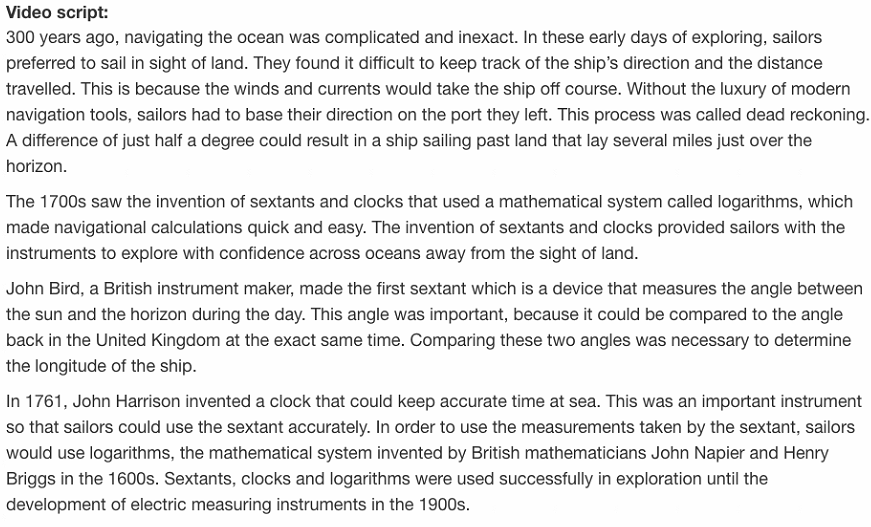 Video script:
300 years ago, navigating the ocean was complicated and inexact. In these early days of exploring, sailors
preferred to sail in sight of land. They found it difficult to keep track of the ship's direction and the distance
travelled. This is because the winds and currents would take the ship off course. Without the luxury of modern
navigation tools, sailors had to base their direction on the port they left. This process was called dead reckoning.
A difference of just half a degree could result in a ship sailing past land that lay several miles just over the
horizon.
The 1700s saw the invention of sextants and clocks that used a mathematical system called logarithms, which
made navigational calculations quick and easy. The invention of sextants and clocks provided sailors with the
instruments to explore with confidence across oceans away from the sight of land.
John Bird, a British instrument maker, made the first sextant which is a device that measures the angle between
the sun and the horizon during the day. This angle was important, because it could be compared to the angle
back in the United Kingdom at the exact same time. Comparing these two angles was necessary to determine
the longitude of the ship.
In 1761, John Harrison invented a clock that could keep accurate time at sea. This was an important instrument
so that sailors could use the sextant accurately. In order to use the measurements taken by the sextant, sailors
would use logarithms, the mathematical system invented by British mathematicians John Napier and Henry
Briggs in the 1600s. Sextants, clocks and logarithms were used successfully in exploration until the
development of electric measuring instruments in the 1900s.